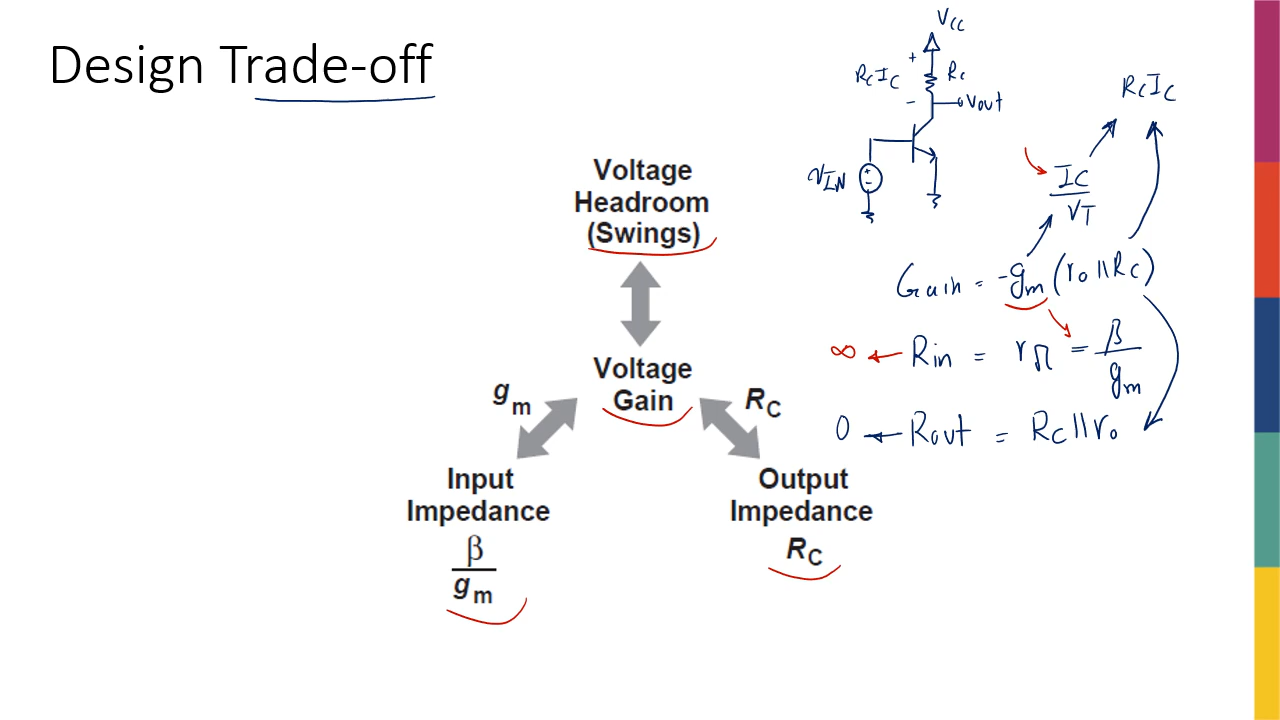 Design Trade-off
Vcc
+
RcIc
Rc
-
Vout
VIN
+
-
RcIc
Ic
VT
Gain = -gm (ro || Rc)
∞ ← Rin = rπ = β
gm
0 ← Rout = Rc || ro
Voltage
Headroom
(Swings)
Voltage
Gain
gm
RC
Input
Impedance
β
gm
Output
Impedance
RC